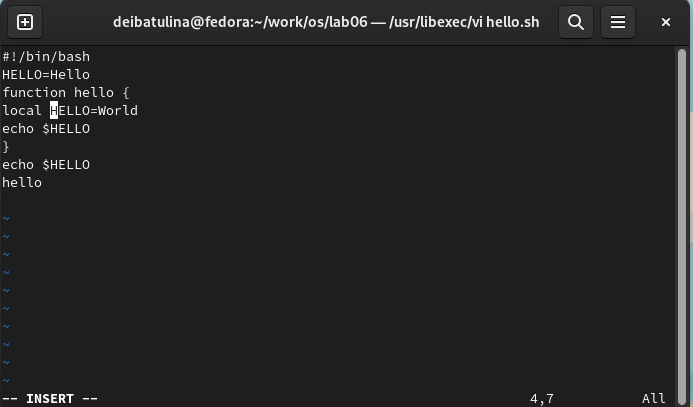 deibatulina@fedora:~/work/os/lab06 — /usr/libexec/vi hello.sh
#!/bin/bash
HELLO=Hello
function hello {
local HELLO=World
echo $HELLO
}
echo $HELLO
hello
~
~
~
~
~
~
~
~
~
~
-- INSERT -- 4,7 All